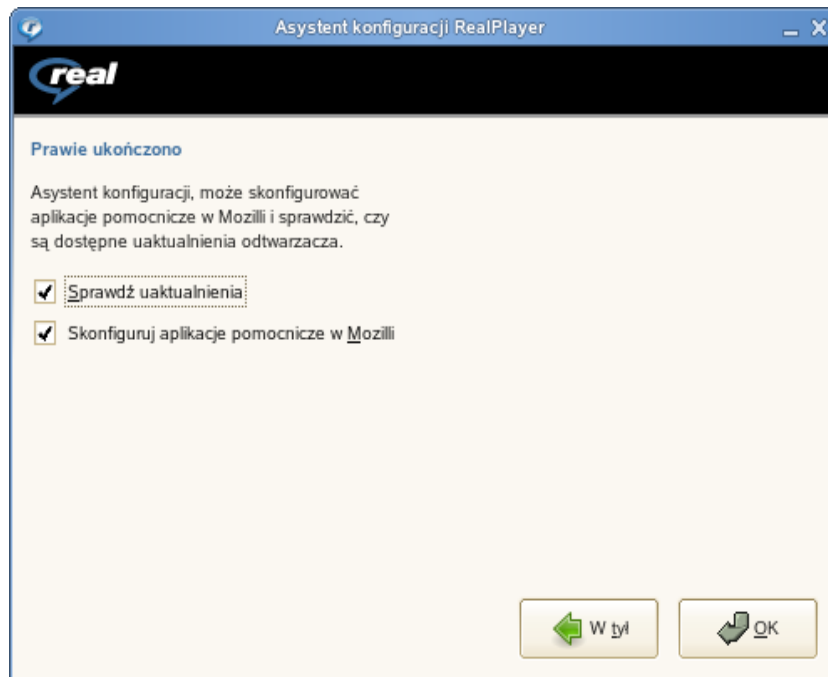 Asystent konfiguracji RealPlayer
real
Prawie ukończono
Asystent konfiguracji, może skonfigurować
aplikacje pomocnicze w Mozilli i sprawdzić, czy
są dostępne uaktualnienia odtwarzacza.
Sprawdź uaktualnienia
Skonfiguruj aplikacje pomocnicze w Mozilli
W tył
OK